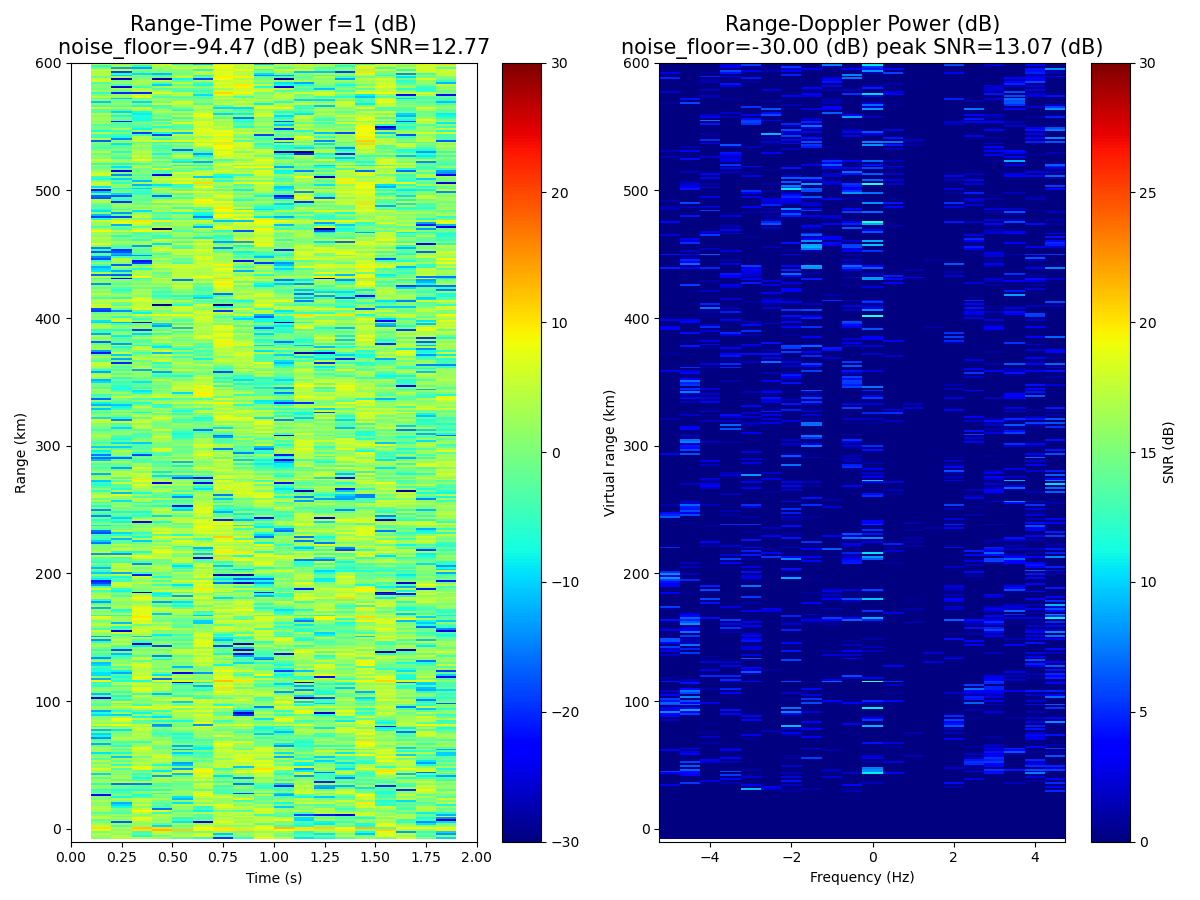 Range-Time Power f=1 (dB)
noise_floor=-94.47 (dB) peak SNR=12.77
600
500
400
300
200
100
0
Range (km)
0.00 0.25 0.50 0.75 1.00 1.25 1.50 1.75 2.00
Time (s)
30
20
10
0
−10
−20
−30
Range-Doppler Power (dB)
noise_floor=-30.00 (dB) peak SNR=13.07 (dB)
600
500
400
300
200
100
0
Virtual range (km)
−4 −2 0 2 4
Frequency (Hz)
30
25
20
15
10
5
0
SNR (dB)